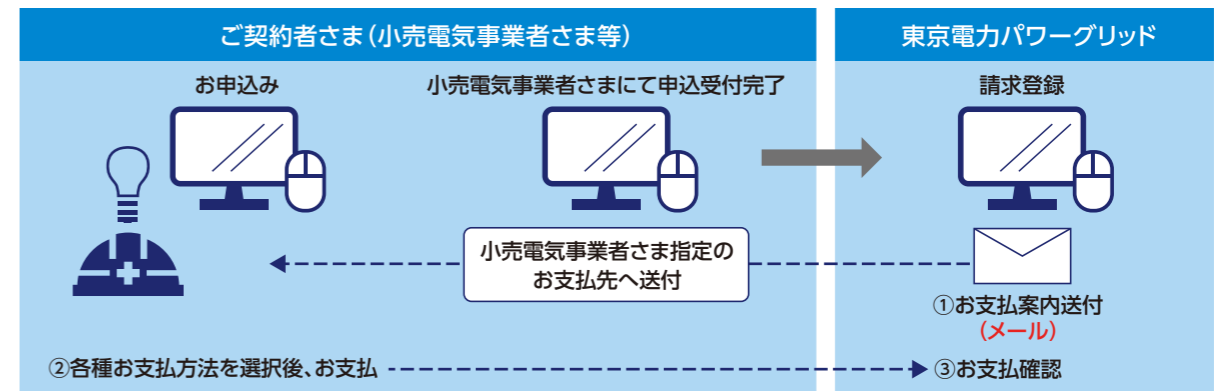 ご契約者さま（小売電気事業者さま等）
東京電力パワーグリッド
お申込み
小売電気事業者さまにて申込受付完了
請求登録
小売電気事業者さま指定の
お支払先へ送付
①お支払案内送付
（メール）
②各種お支払方法を選択後、お支払
③お支払確認